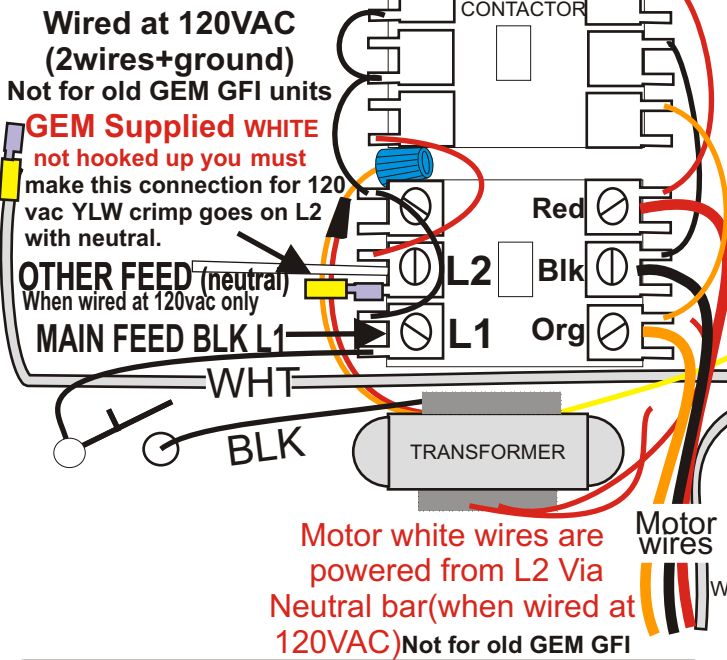 CONTACTOR
Wired at 120VAC
(2wires+ground)
Not for old GEM GFI units
GEM Supplied WHITE
not hooked up you must
make this connection for 120
vac YLW crimp goes on L2
with neutral.
OTHER FEED (neutral)
When wired at 120vac only
MAIN FEED BLK L1
Red
L2
Blk
L1
Org
WHT
BLK
TRANSFORMER
Motor
wires
Motor white wires are
powered from L2 Via
Neutral bar(when wired at
120VAC)Not for old GEM GFI
W